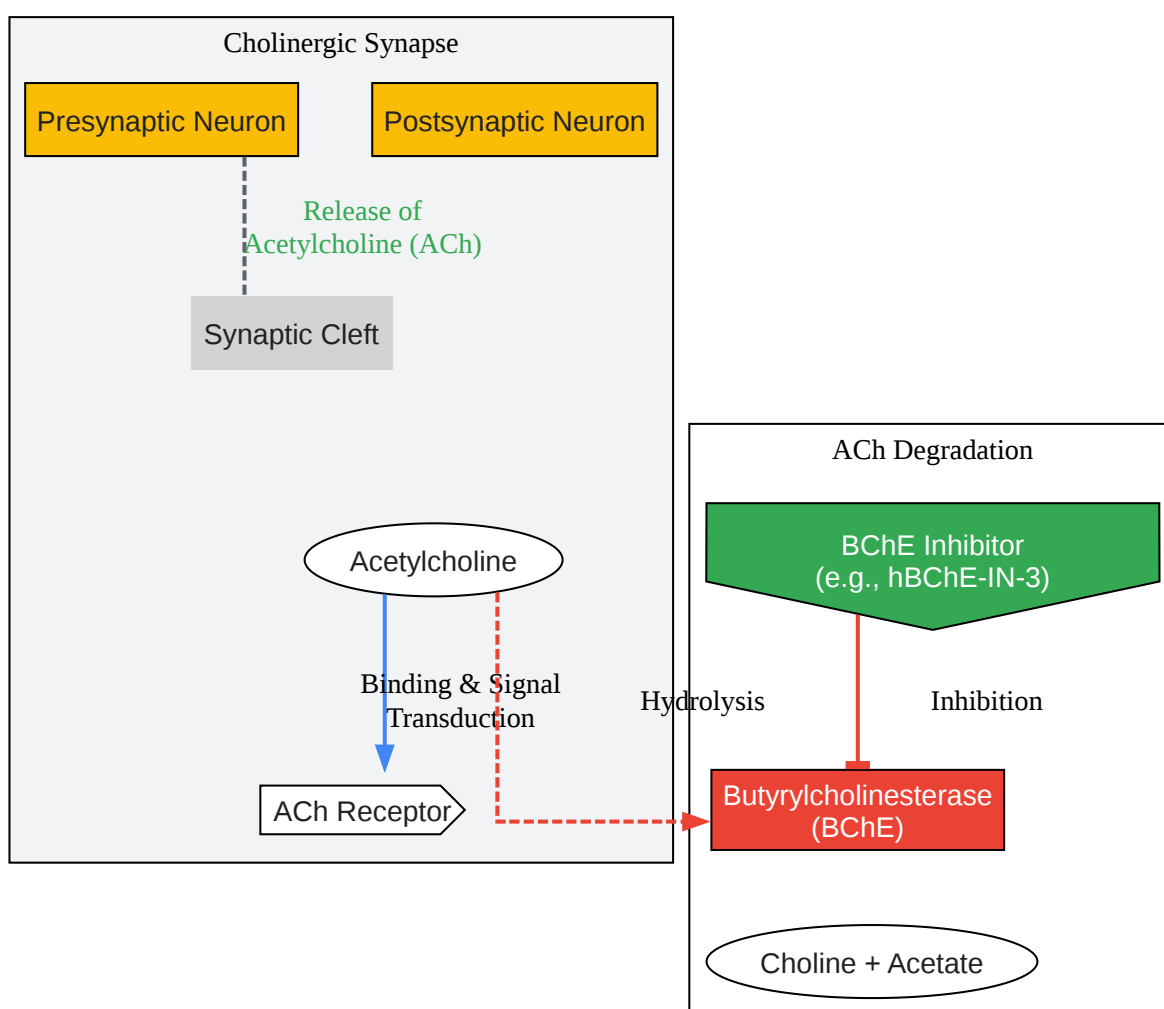 Cholinergic Synapse
Presynaptic Neuron
Postsynaptic Neuron
Release of
Acetylcholine (ACh)
Synaptic Cleft
ACh Degradation
BChE Inhibitor
(e.g., hBChE-IN-3)
Acetylcholine
Binding & Signal
Transduction
Hydrolysis
Inhibition
ACh Receptor
Butyrylcholinesterase
(BChE)
Choline + Acetate